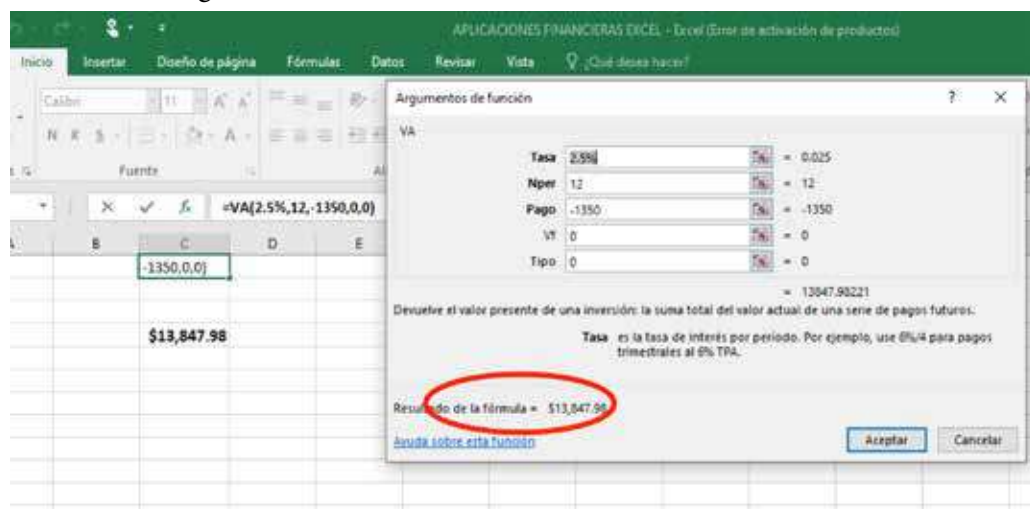 APLICACIONES FINANCIERAS EXCEL - Excel (Error de activación de productos)
Inicio Insertar Diseño de página Fórmulas Datos Revisar Vista ¿Qué desea hacer?
Calibri 11 A A
N K S A
Fuente
=VA(2.5%,12,-1350,0,0)
B C D E
-1350,0,0)
$13,847.98
Argumentos de función ? ×
VA
Tasa 2.5% = 0.025
Nper 12 = 12
Pago -1350 = -1350
Vf 0 = 0
Tipo 0 = 0
= 13847.98221
Devuelve el valor presente de una inversión: la suma total del valor actual de una serie de pagos futuros.
Tasa es la tasa de interés por periodo. Por ejemplo, use 6%/4 para pagos
trimestrales al 6% TPA.
Resultado de la fórmula = $13,847.98
Ayuda sobre esta función
Aceptar Cancelar